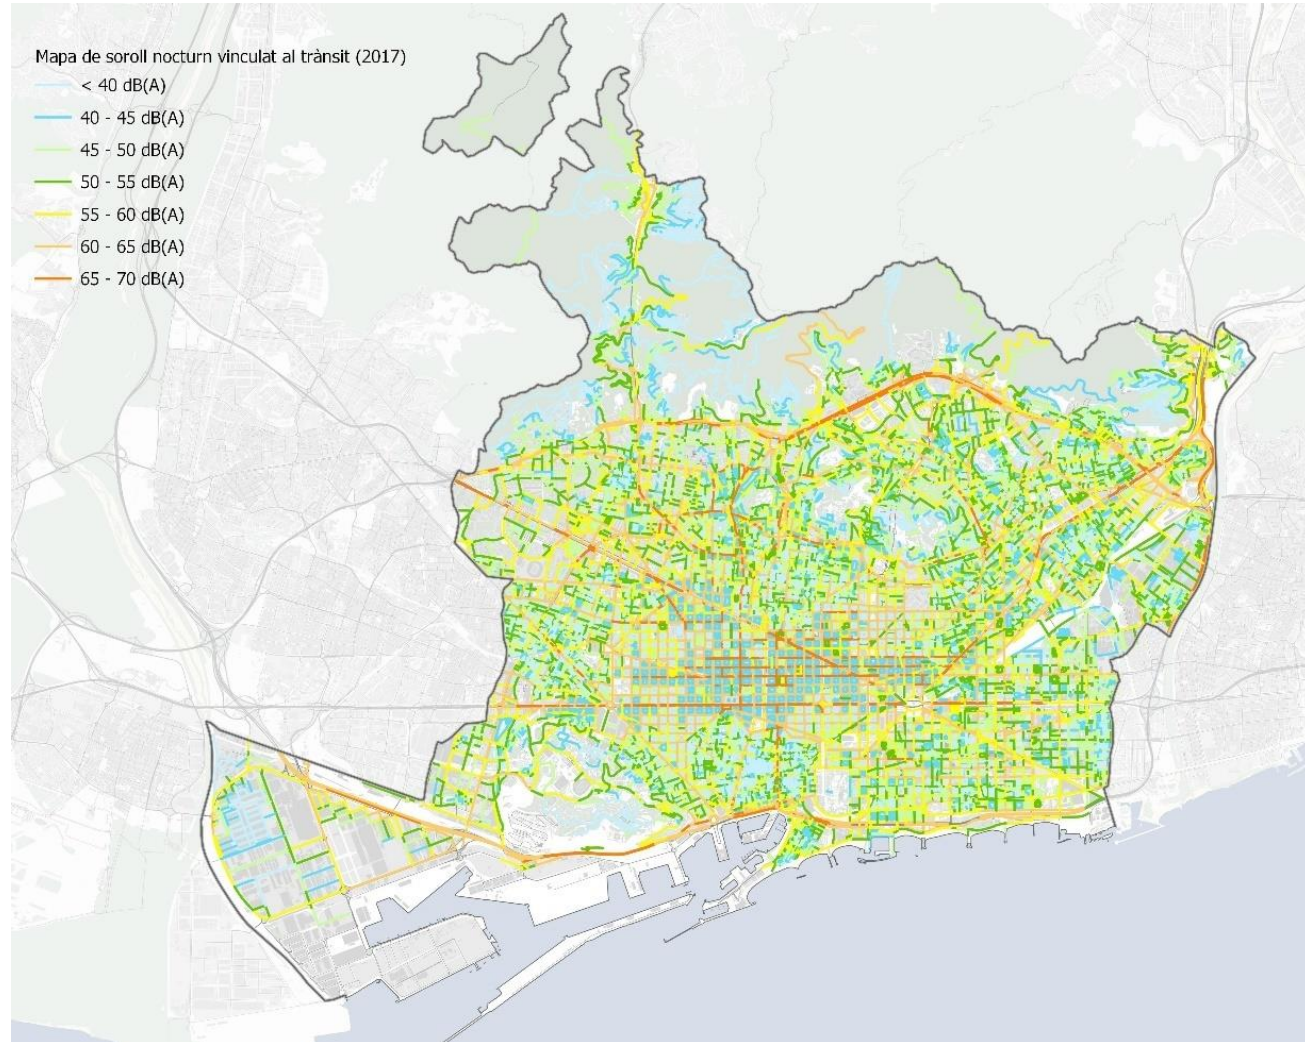 Mapa de soroll nocturn vinculat al trànsit (2017)
< 40 dB(A)
40 - 45 dB(A)
45 - 50 dB(A)
50 - 55 dB(A)
55 - 60 dB(A)
60 - 65 dB(A)
65 - 70 dB(A)